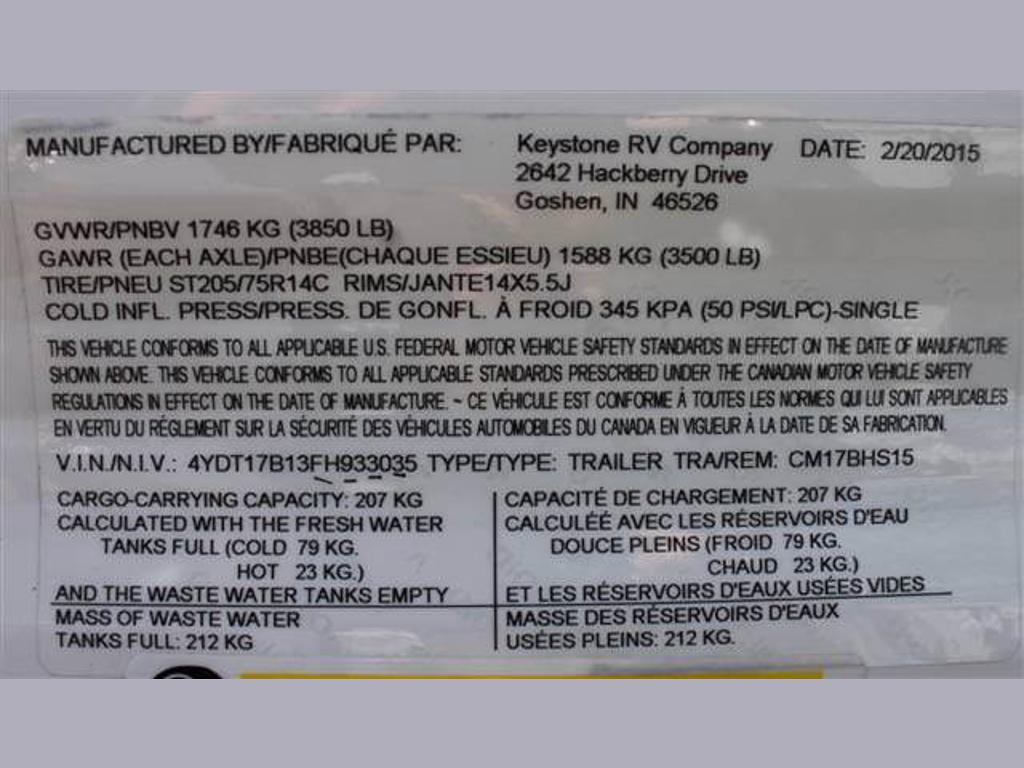 MANUFACTURED BY/FABRIQUÉ PAR: Keystone RV Company DATE: 2/20/2015
2642 Hackberry Drive
Goshen, IN 46526
GVWR/PNBV 1746 KG (3850 LB)
GAWR (EACH AXLE)/PNBE(CHAQUE ESSIEU) 1588 KG (3500 LB)
TIRE/PNEU ST205/75R14C RIMS/JANTE14X5.5J
COLD INFL. PRESS/PRESS. DE GONFL. À FROID 345 KPA (50 PSI/LPC)-SINGLE
THIS VEHICLE CONFORMS TO ALL APPLICABLE U.S. FEDERAL MOTOR VEHICLE SAFETY STANDARDS IN EFFECT ON THE DATE OF MANUFACTURE
SHOWN ABOVE. THIS VEHICLE CONFORMS TO ALL APPLICABLE STANDARDS PRESCRIBED UNDER THE CANADIAN MOTOR VEHICLE SAFETY
REGULATIONS IN EFFECT ON THE DATE OF MANUFACTURE. ~ CE VÉHICULE EST CONFORME À TOUTES LES NORMES QUI LUI SONT APPLICABLES
EN VERTU DU RÉGLEMENT SUR LA SÉCURITÉ DES VÉHICULES AUTOMOBILES DU CANADA EN VIGUEUR À LA DATE DE SA FABRICATION.
V.I.N./N.I.V.: 4YDT17B13FH933035 TYPE/TYPE: TRAILER TRA/REM: CM17BHS15
CARGO-CARRYING CAPACITY: 207 KG
CALCULATED WITH THE FRESH WATER
TANKS FULL (COLD 79 KG.
HOT 23 KG.)
AND THE WASTE WATER TANKS EMPTY
MASS OF WASTE WATER
TANKS FULL: 212 KG
CAPACITÉ DE CHARGEMENT: 207 KG
CALCULÉE AVEC LES RÉSERVOIRS D'EAU
DOUCE PLEINS (FROID 79 KG.
CHAUD 23 KG.)
ET LES RÉSERVOIRS D'EAUX USÉES VIDES
MASSE DES RÉSERVOIRS D'EAUX
USÉES PLEINS: 212 KG.